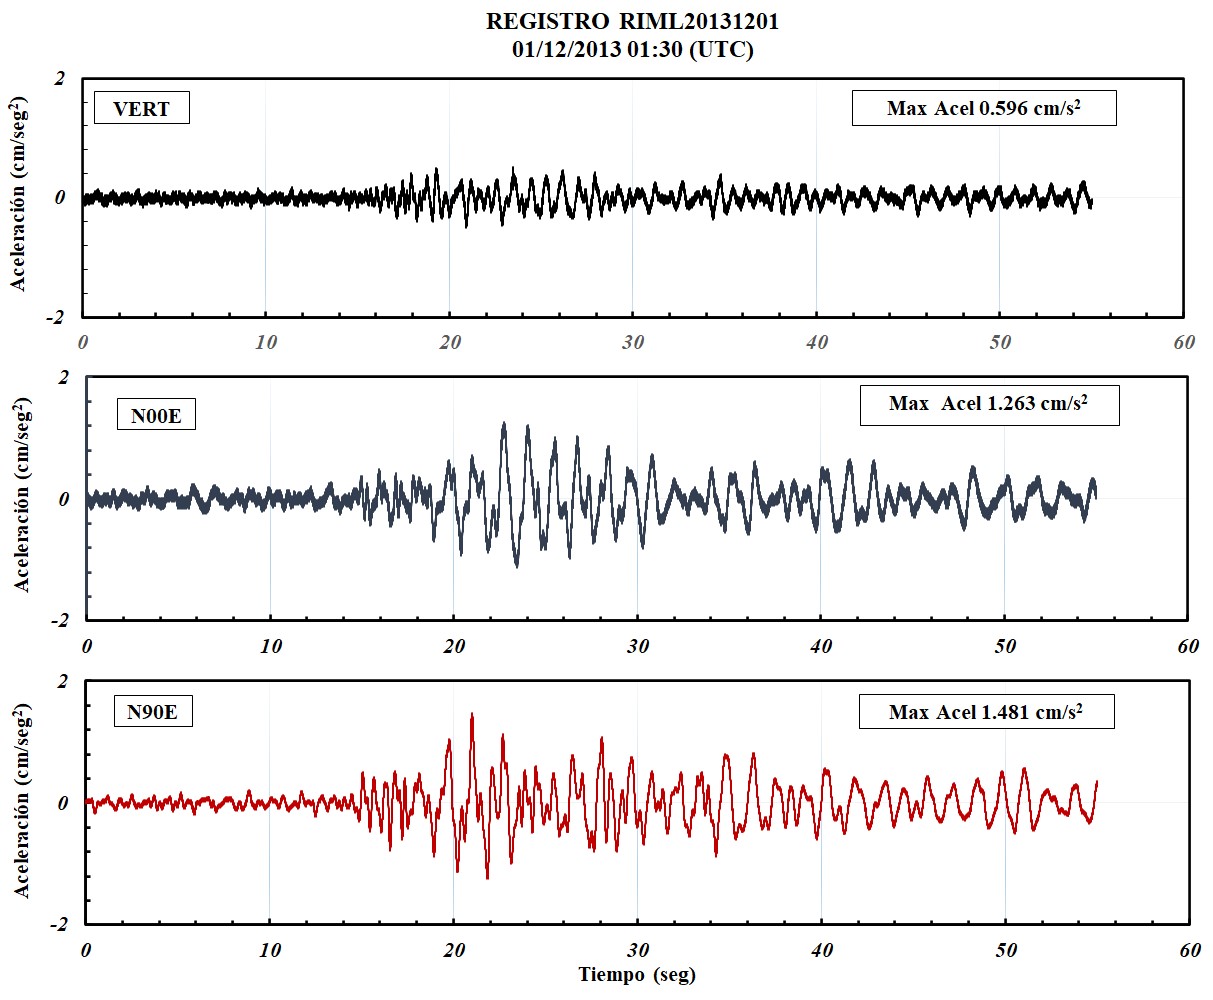 REGISTRO RIML20131201
01/12/2013 01:30 (UTC)
Aceleración (cm/seg²)
2
0
-2
VERT
Max Acel 0.596 cm/s²
0 10 20 30 40 50 60
Aceleración (cm/seg²)
2
0
-2
N00E
Max Acel 1.263 cm/s²
0 10 20 30 40 50 60
Aceleración (cm/seg²)
2
0
-2
N90E
Max Acel 1.481 cm/s²
0 10 20 30 40 50 60
Tiempo (seg)